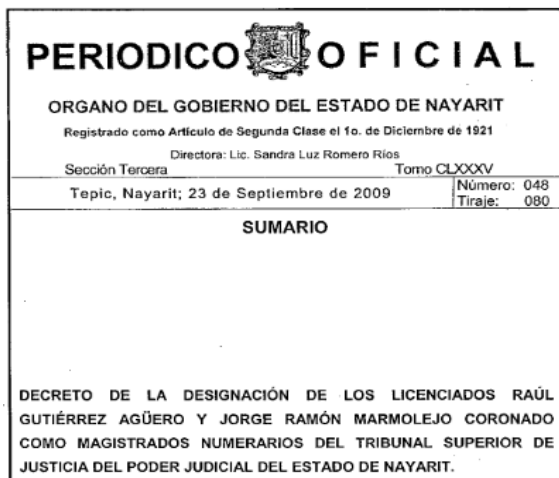 PERIODICO OFICIAL
ORGANO DEL GOBIERNO DEL ESTADO DE NAYARIT
Registrado como Artículo de Segunda Clase el 1o. de Diciembre de 1921
Directora: Lic. Sandra Luz Romero Ríos
Sección Tercera Tomo CLXXXV
Tepic, Nayarit; 23 de Septiembre de 2009
Número: 048
Tiraje: 080
SUMARIO
DECRETO DE LA DESIGNACIÓN DE LOS LICENCIADOS RAÚL
GUTIÉRREZ AGÜERO Y JORGE RAMÓN MARMOLEJO CORONADO
COMO MAGISTRADOS NUMERARIOS DEL TRIBUNAL SUPERIOR DE
JUSTICIA DEL PODER JUDICIAL DEL ESTADO DE NAYARIT.